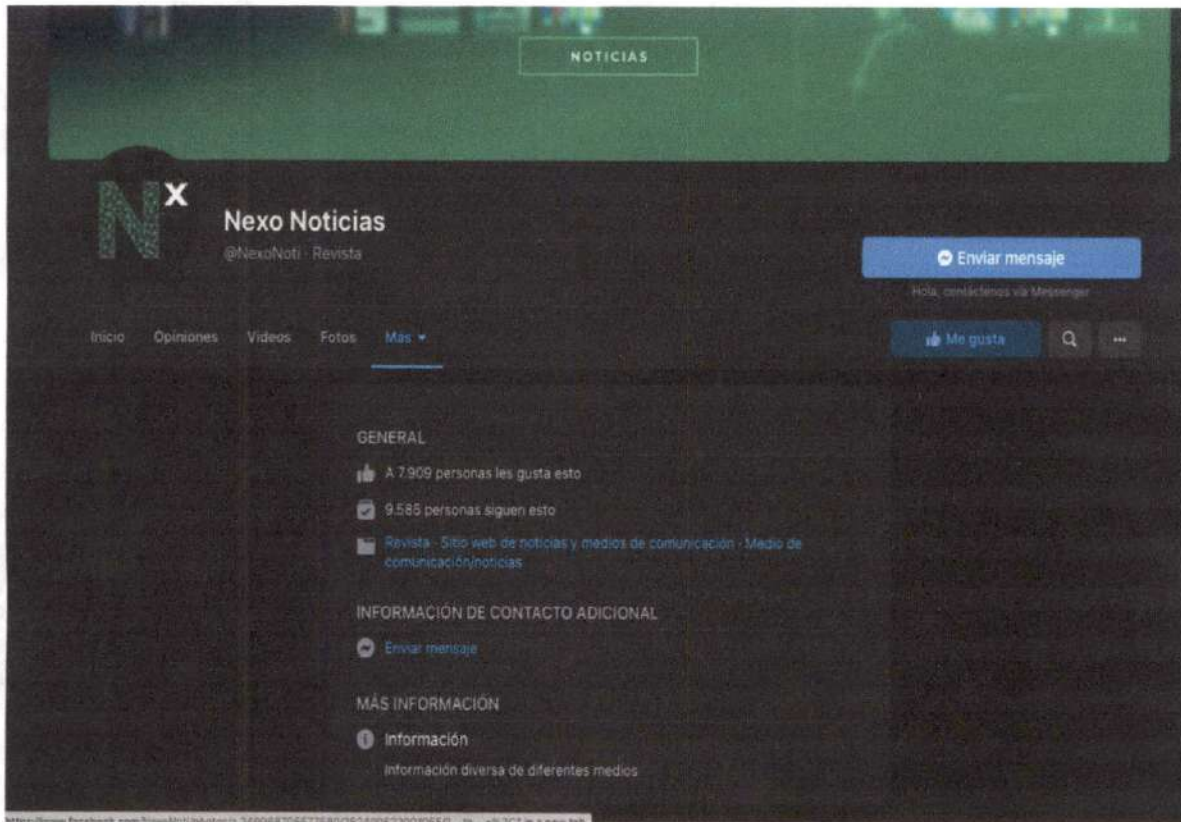 NOTICIAS
Nx
Nexo Noticias
@NexoNoti · Revista
Enviar mensaje
Hola, contáctenos vía Messenger
Inicio Opiniones Videos Fotos Más
Me gusta
GENERAL
A 7.909 personas les gusta esto
9.585 personas siguen esto
Revista · Sitio web de noticias y medios de comunicación · Medio de
comunicación/noticias
INFORMACIÓN DE CONTACTO ADICIONAL
Enviar mensaje
MÁS INFORMACIÓN
Información
Información diversa de diferentes medios